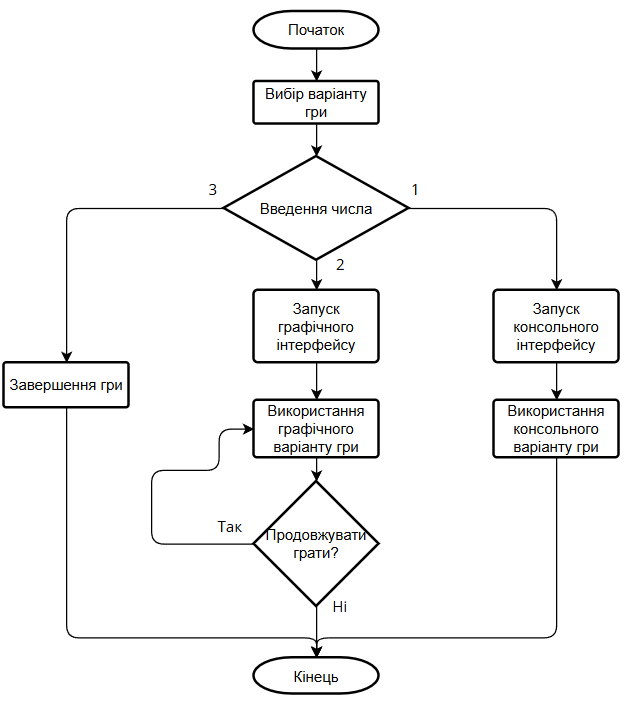 Початок
Вибір варіанту
гри
3
1
Введення числа
2
Запуск
графічного
інтерфейсу
Запуск
консольного
інтерфейсу
Завершення гри
Використання
графічного
варіанту гри
Використання
консольного
варіанту гри
Так
Продовжувати
грати?
Ні
Кінець